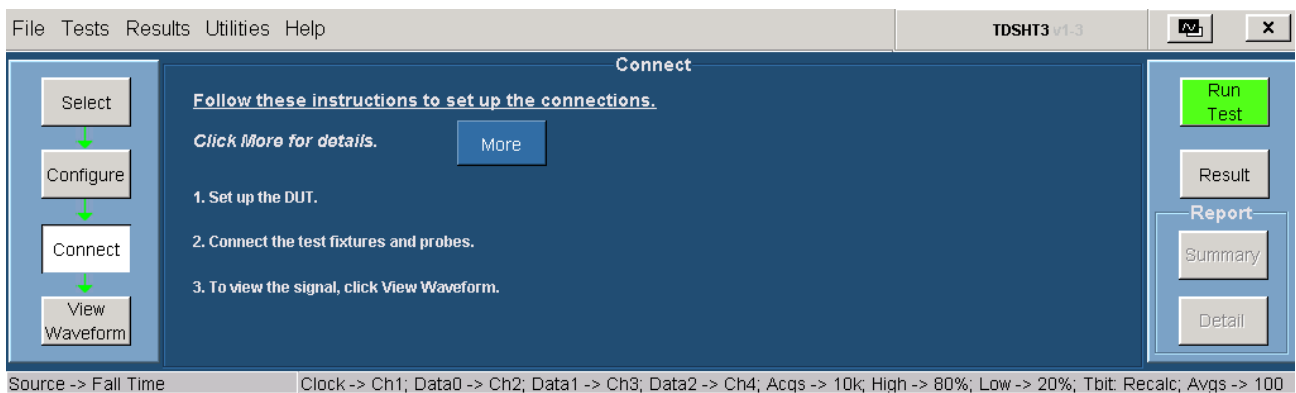 File Tests Results Utilities Help TDSHT3 v1-3 x
Connect
Select
Configure
Connect
View
Waveform
Follow these instructions to set up the connections.
Click More for details. More
1. Set up the DUT.
2. Connect the test fixtures and probes.
3. To view the signal, click View Waveform.
Run
Test
Result
Report
Summary
Detail
Source -> Fall Time Clock -> Ch1; Data0 -> Ch2; Data1 -> Ch3; Data2 -> Ch4; Acqs -> 10k; High -> 80%; Low -> 20%; Tbit: Recalc; Avgs -> 100